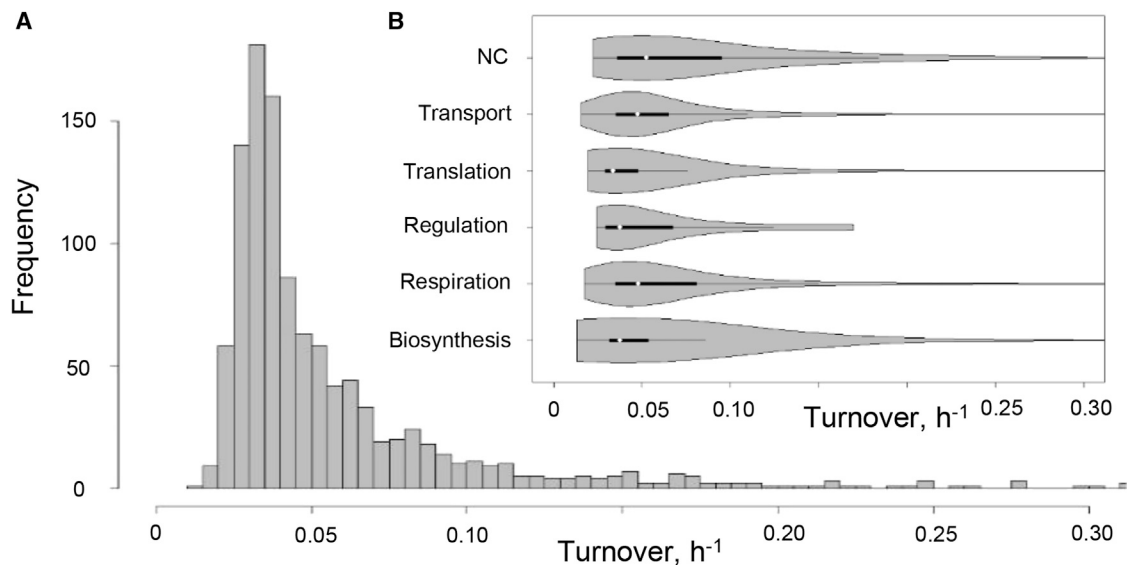 A
B
NC
Transport
Translation
Regulation
Respiration
Biosynthesis
0 0.05 0.10 0.25 0.30
Turnover, h-1
Frequency
150
100
50
0
0 0.05 0.10 0.20 0.25 0.30
Turnover, h-1